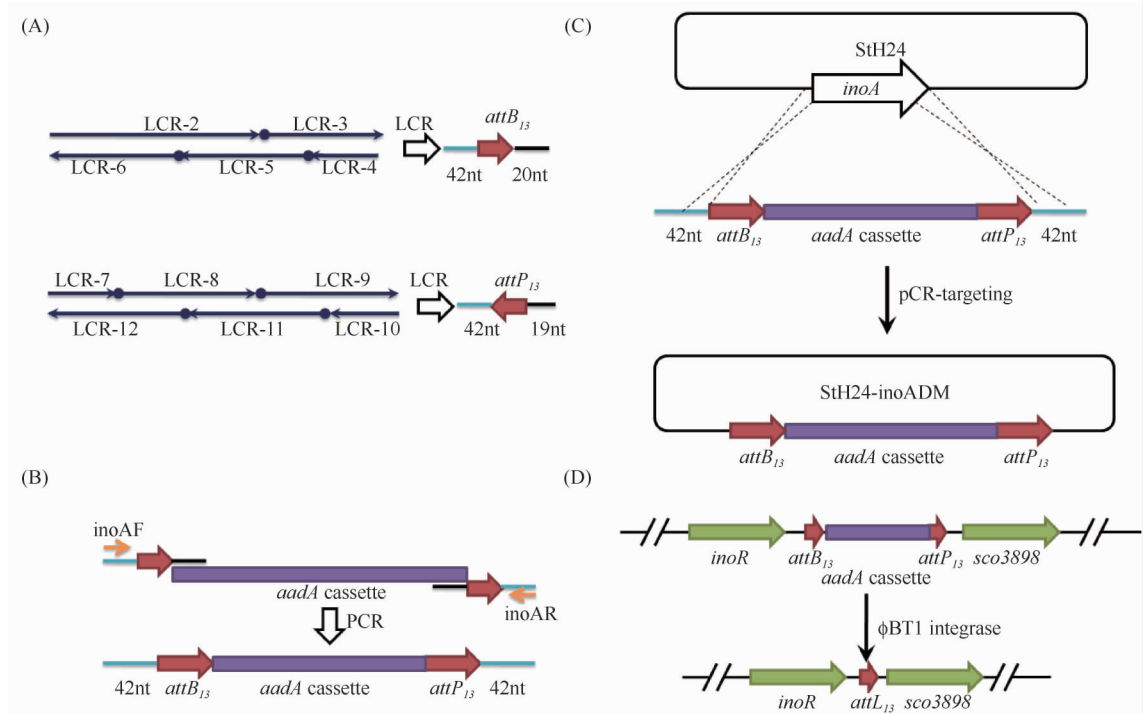 (A)
LCR-2
LCR-3
LCR-6
LCR-5
LCR-4
LCR
attB13
42nt
20nt
LCR-7
LCR-8
LCR-9
LCR-12
LCR-11
LCR-10
LCR
attP13
42nt
19nt
(B)
inoAF
aadA cassette
inoAR
PCR
42nt
attB13
aadA cassette
attP13
42nt
(C)
StH24
inoA
42nt
attB13
aadA cassette
attP13
42nt
pCR-targeting
StH24-inoADM
attB13
aadA cassette
attP13
(D)
inoR
attB13
attP13
sco3898
aadA cassette
ϕBT1 integrase
inoR
attL13
sco3898